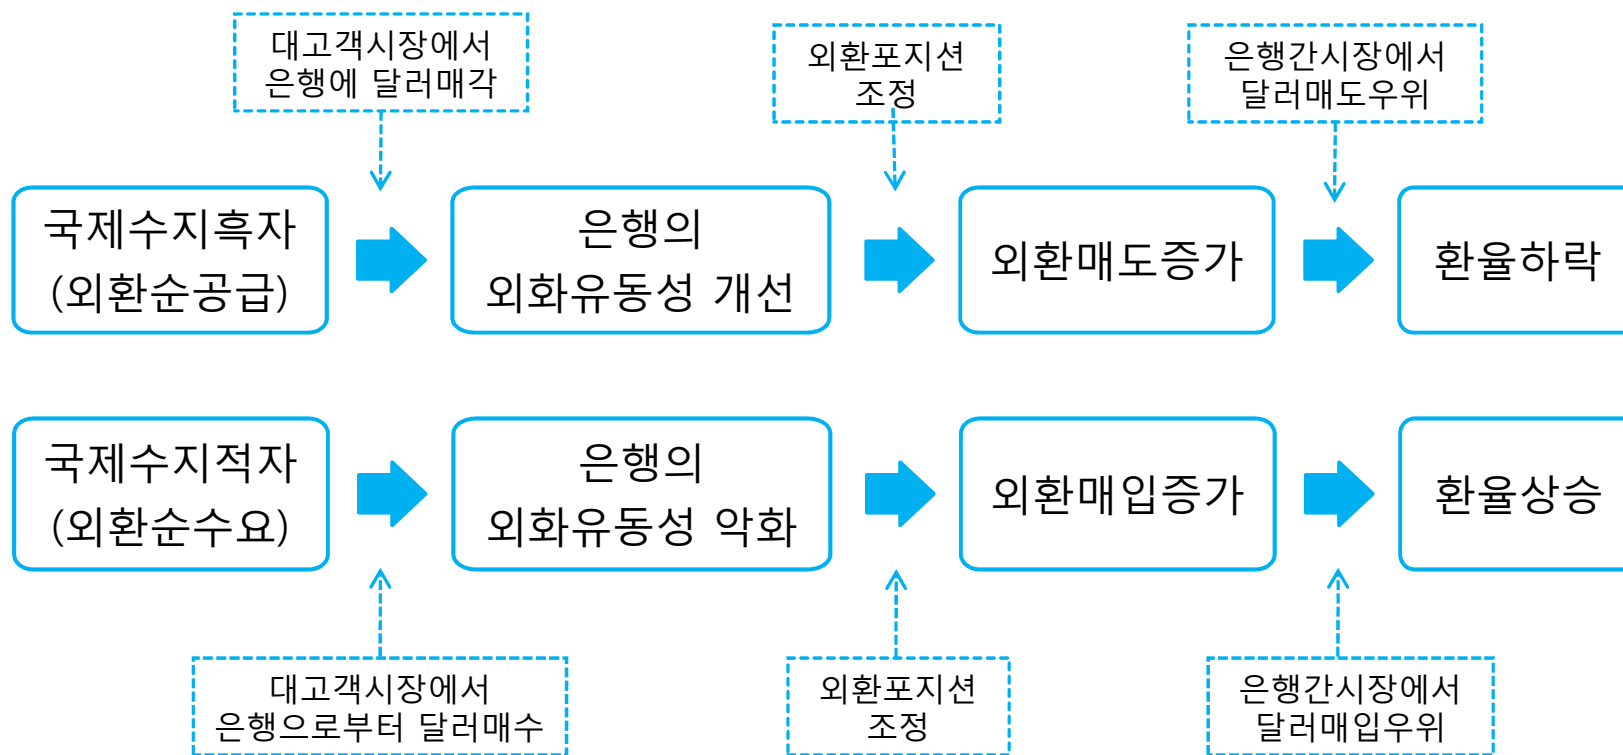 대고객시장에서
은행에 달러매각
외환포지션
조정
은행간시장에서
달러매도우위
국제수지흑자
(외환순공급)
은행의
외화유동성 개선
외환매도증가
환율하락
국제수지적자
(외환순수요)
은행의
외화유동성 악화
외환매입증가
환율상승
대고객시장에서
은행으로부터 달러매수
외환포지션
조정
은행간시장에서
달러매입우위